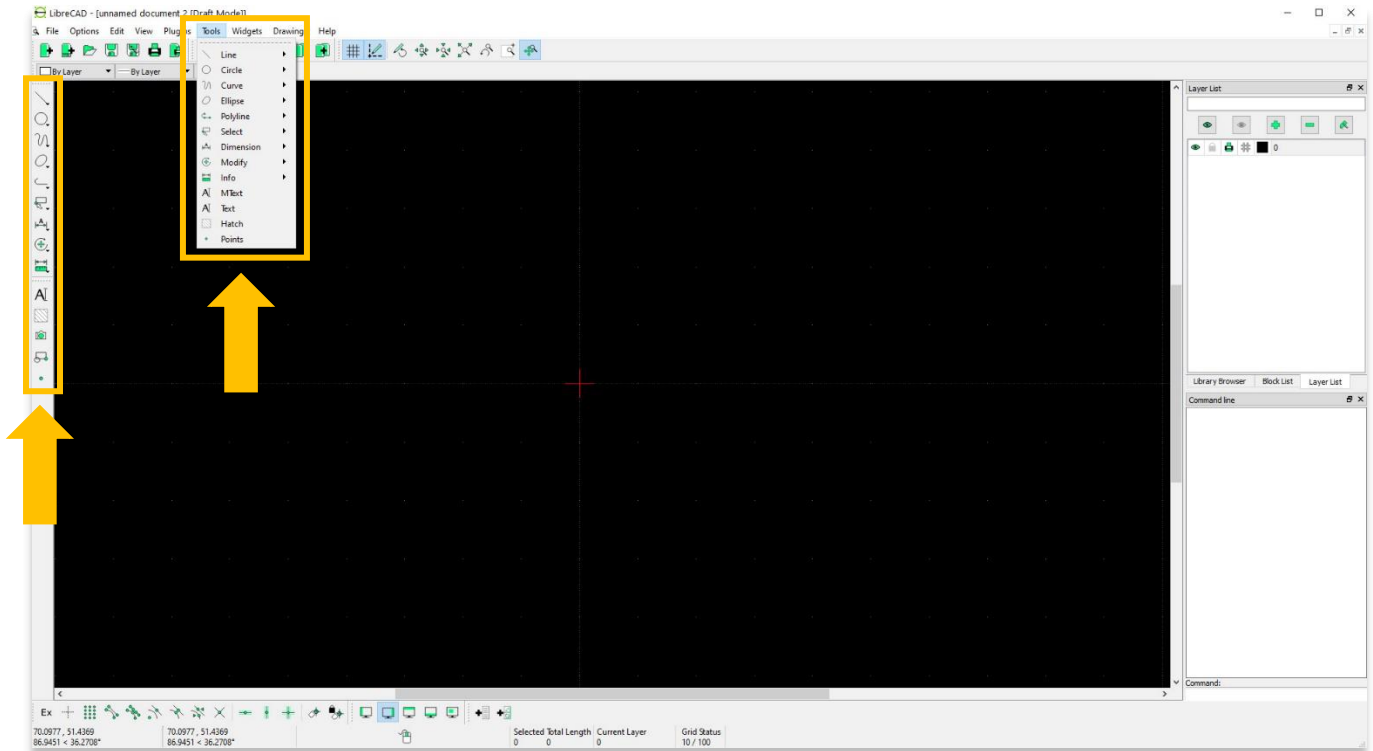 LibreCAD - [unnamed document 2 [Draft Mode]]
File Options Edit View Plugins Tools Widgets Drawing Help
By Layer By Layer
Line
Circle
Curve
Ellipse
Polyline
Select
Dimension
Modify
Info
MText
Text
Hatch
Points
Layer List
0
Library Browser Block List Layer List
Command line
Command:
Ex
70.0977 , 51.4369 70.0977 , 51.4369 Selected Total Length Current Layer Grid Status
86.9451 < 36.2708° 86.9451 < 36.2708° 0 0 0 10 / 100